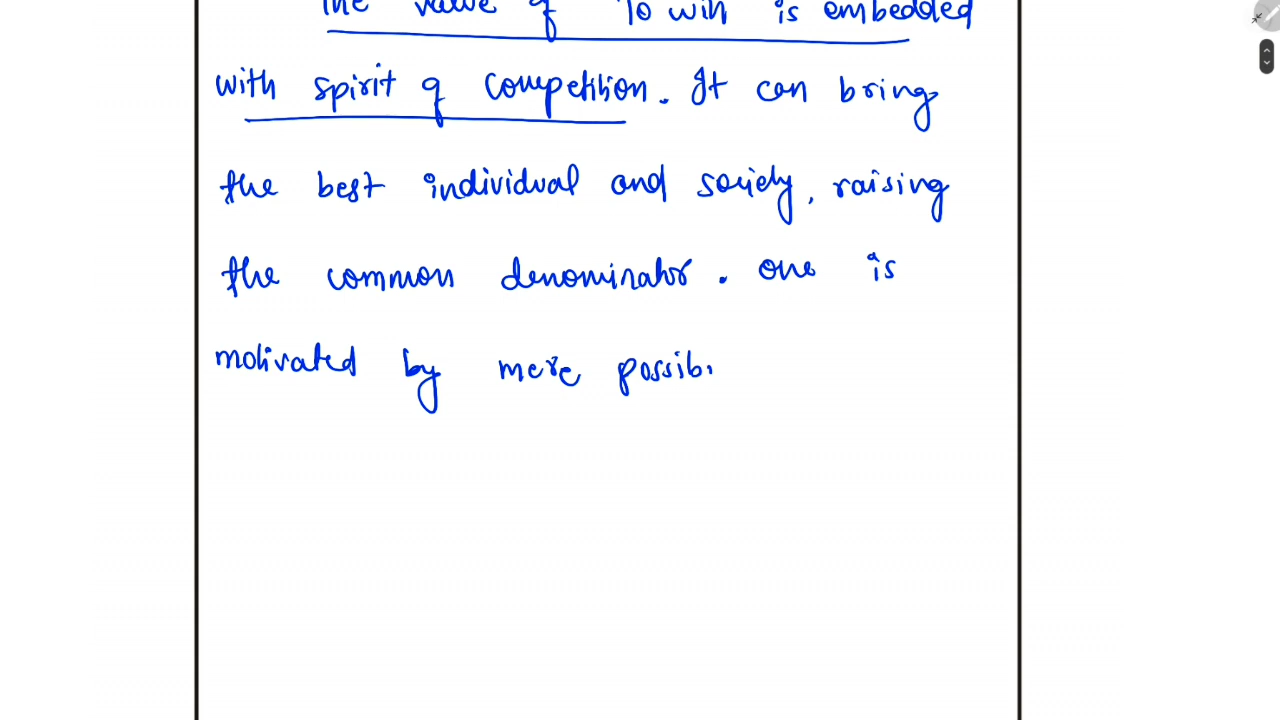 The value of To win is embedded
with spirit of competition. It can bring
the best individual and society, raising
the common denominator. one is
motivated by mere possibi